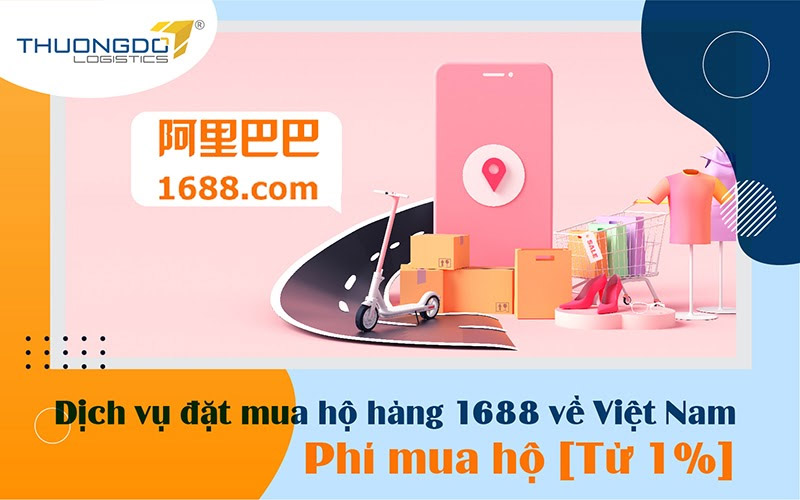 THUONGDO
LOGISTICS
®
阿里巴巴
1688.com
SALE
Dịch vụ đặt mua hộ hàng 1688 về Việt Nam
Phí mua hộ [Từ 1%]